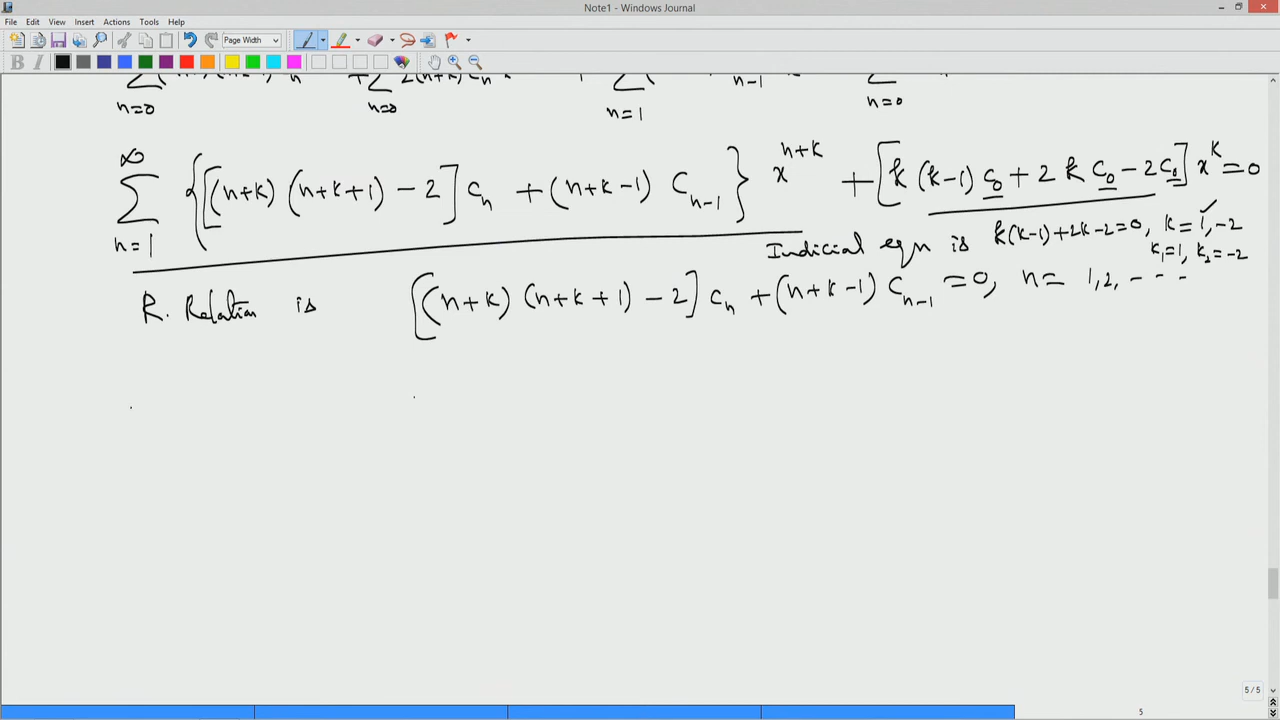 Note1 - Windows Journal
File Edit View Insert Actions Tools Help
Page Width
B I
n=0 n=0 n=1 n-1 n=0
∞
∑ {[(n+k)(n+k+1)-2] c_n + (n+k-1) C_{n-1}} x^{n+k} + [k(k-1) c_0 + 2k c_0 - 2c_0] x^k = 0
n=1
Indicial eqn is k(k-1)+2k-2=0, k=1,-2
k_1=1, k_2=-2
R. Relation is [(n+k)(n+k+1)-2] c_n + (n+k-1) C_{n-1} = 0, n= 1,2,- - -
5/5
5